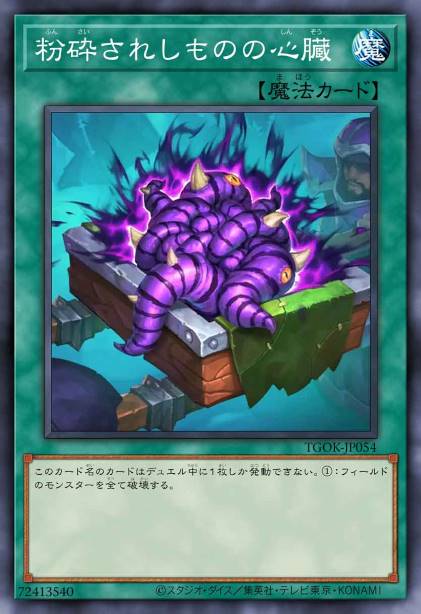 粉砕されしものの心臓
魔
【魔法カード】
TGOK-JP054
このカード名のカードはデュエル中に1枚しか発動できない。①:フィールド
のモンスターを全て破壊する。
72413540
©スタジオ・ダイス/集英社・テレビ東京・KONAMI